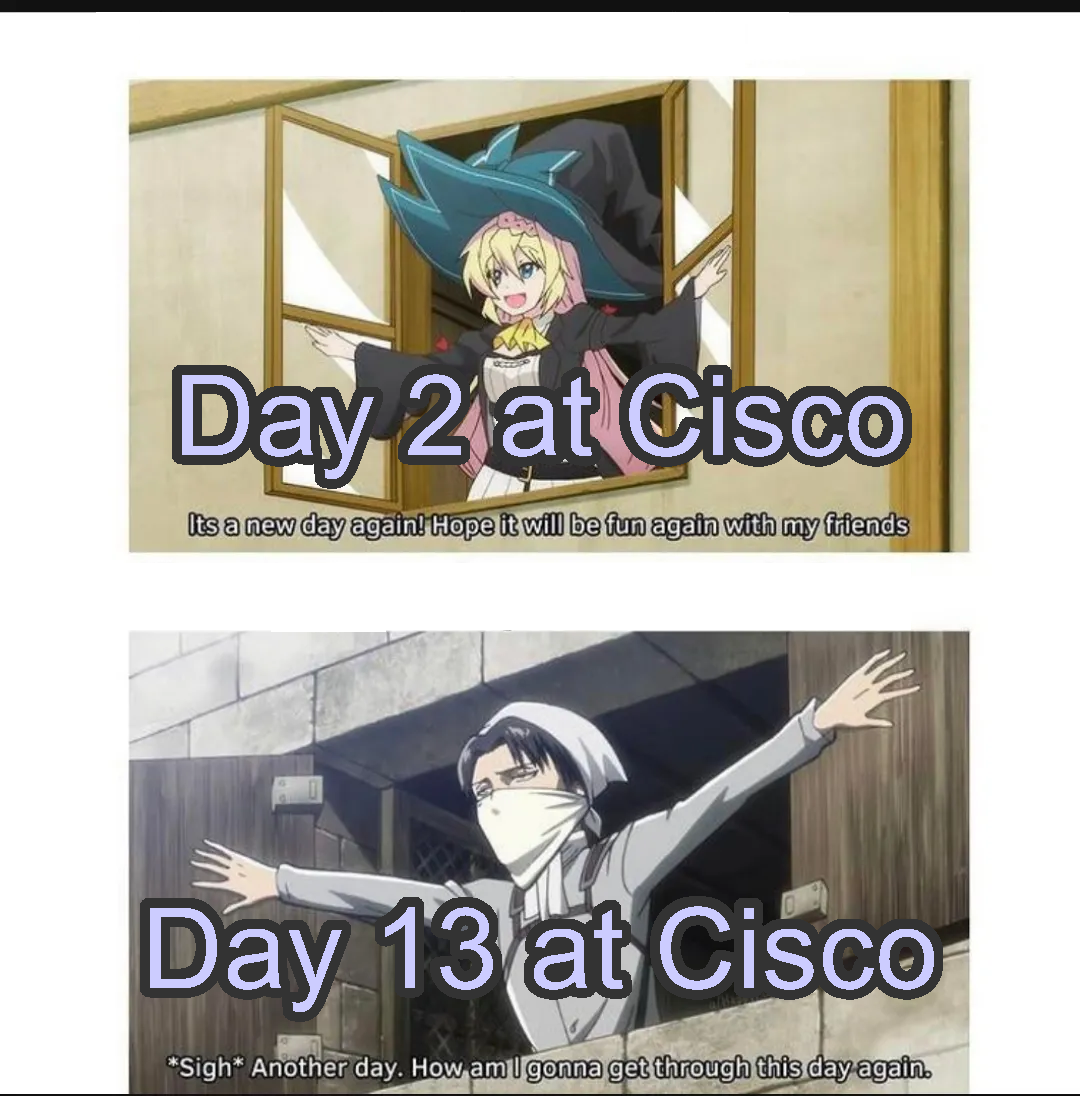 Day 2 at Cisco
Its a new day again! Hope it will be fun again with my friends
Day 13 at Cisco
*Sigh* Another day. How am I gonna get through this day again.